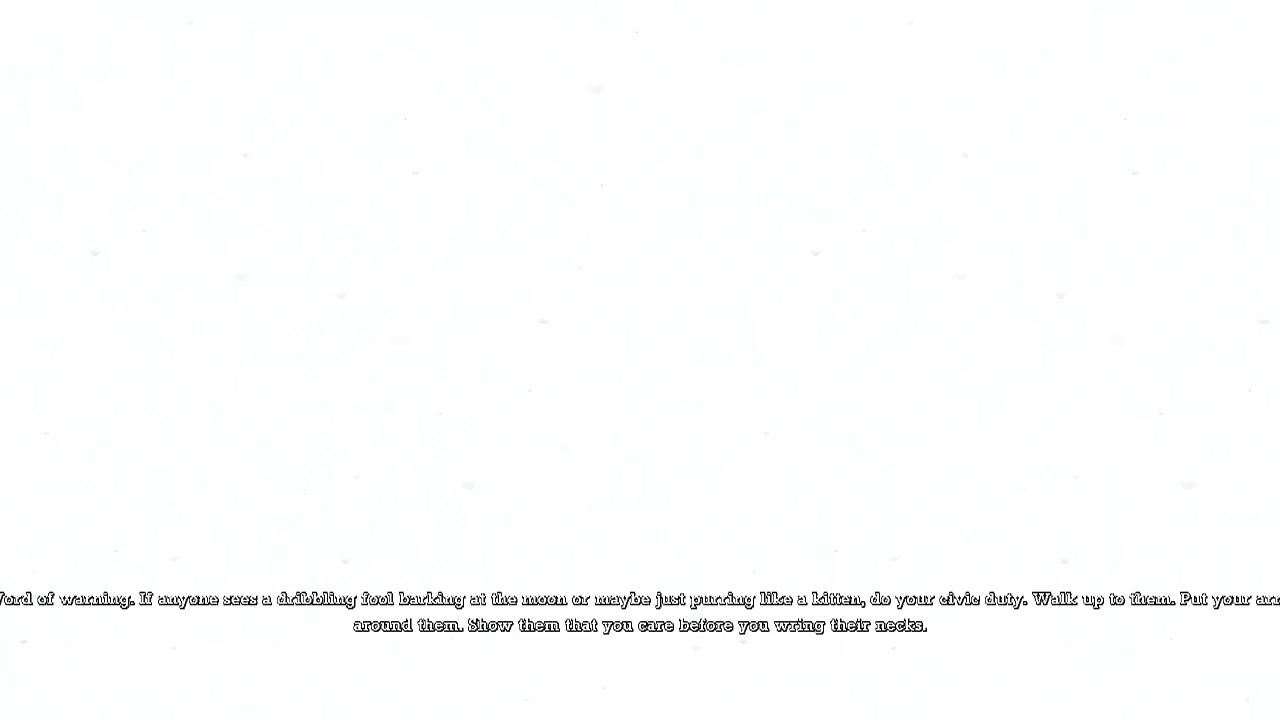 ord of warning. If anyone sees a dribbling fool barking at the moon or maybe just purring like a kitten, do your civic duty. Walk up to them. Put your ar
around them. Show them that you care before you wring their necks.